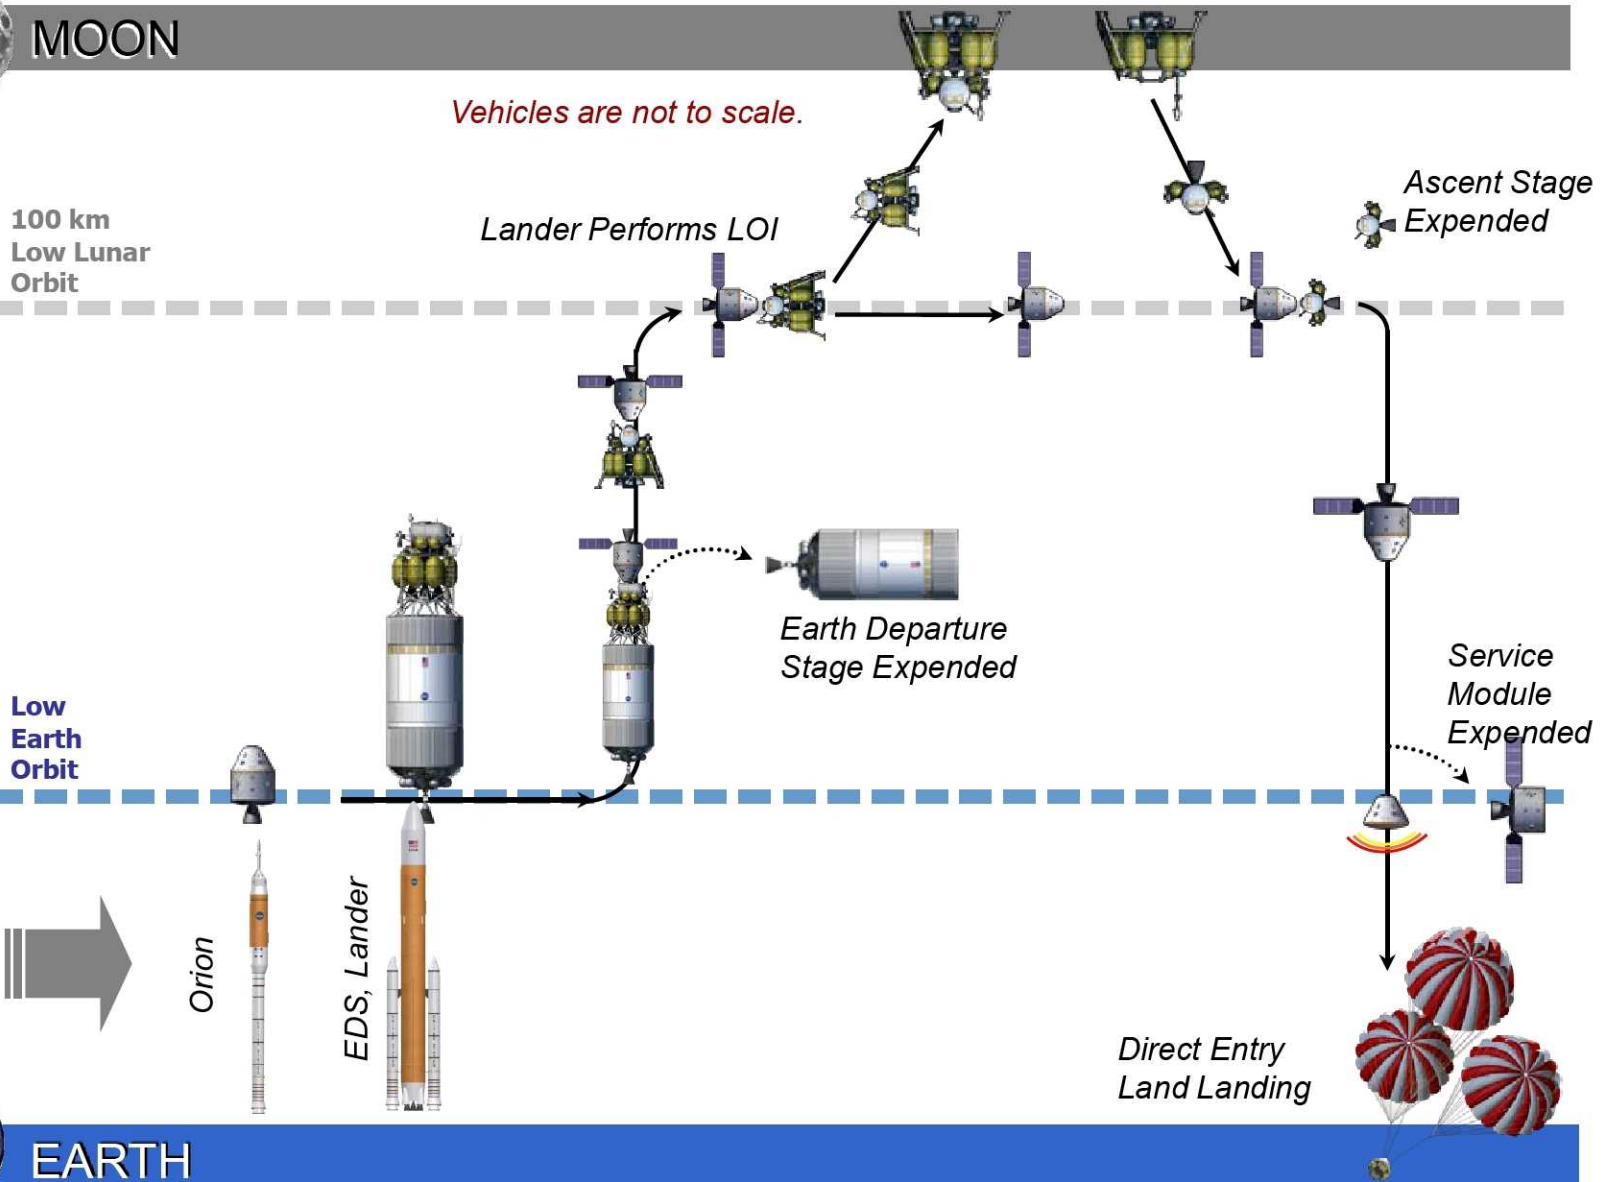 MOON
Vehicles are not to scale.
Ascent Stage
Expended
100 km
Low Lunar
Orbit
Lander Performs LOI
Earth Departure
Stage Expended
Service
Module
Expended
Low
Earth
Orbit
Orion
EDS, Lander
Direct Entry
Land Landing
EARTH